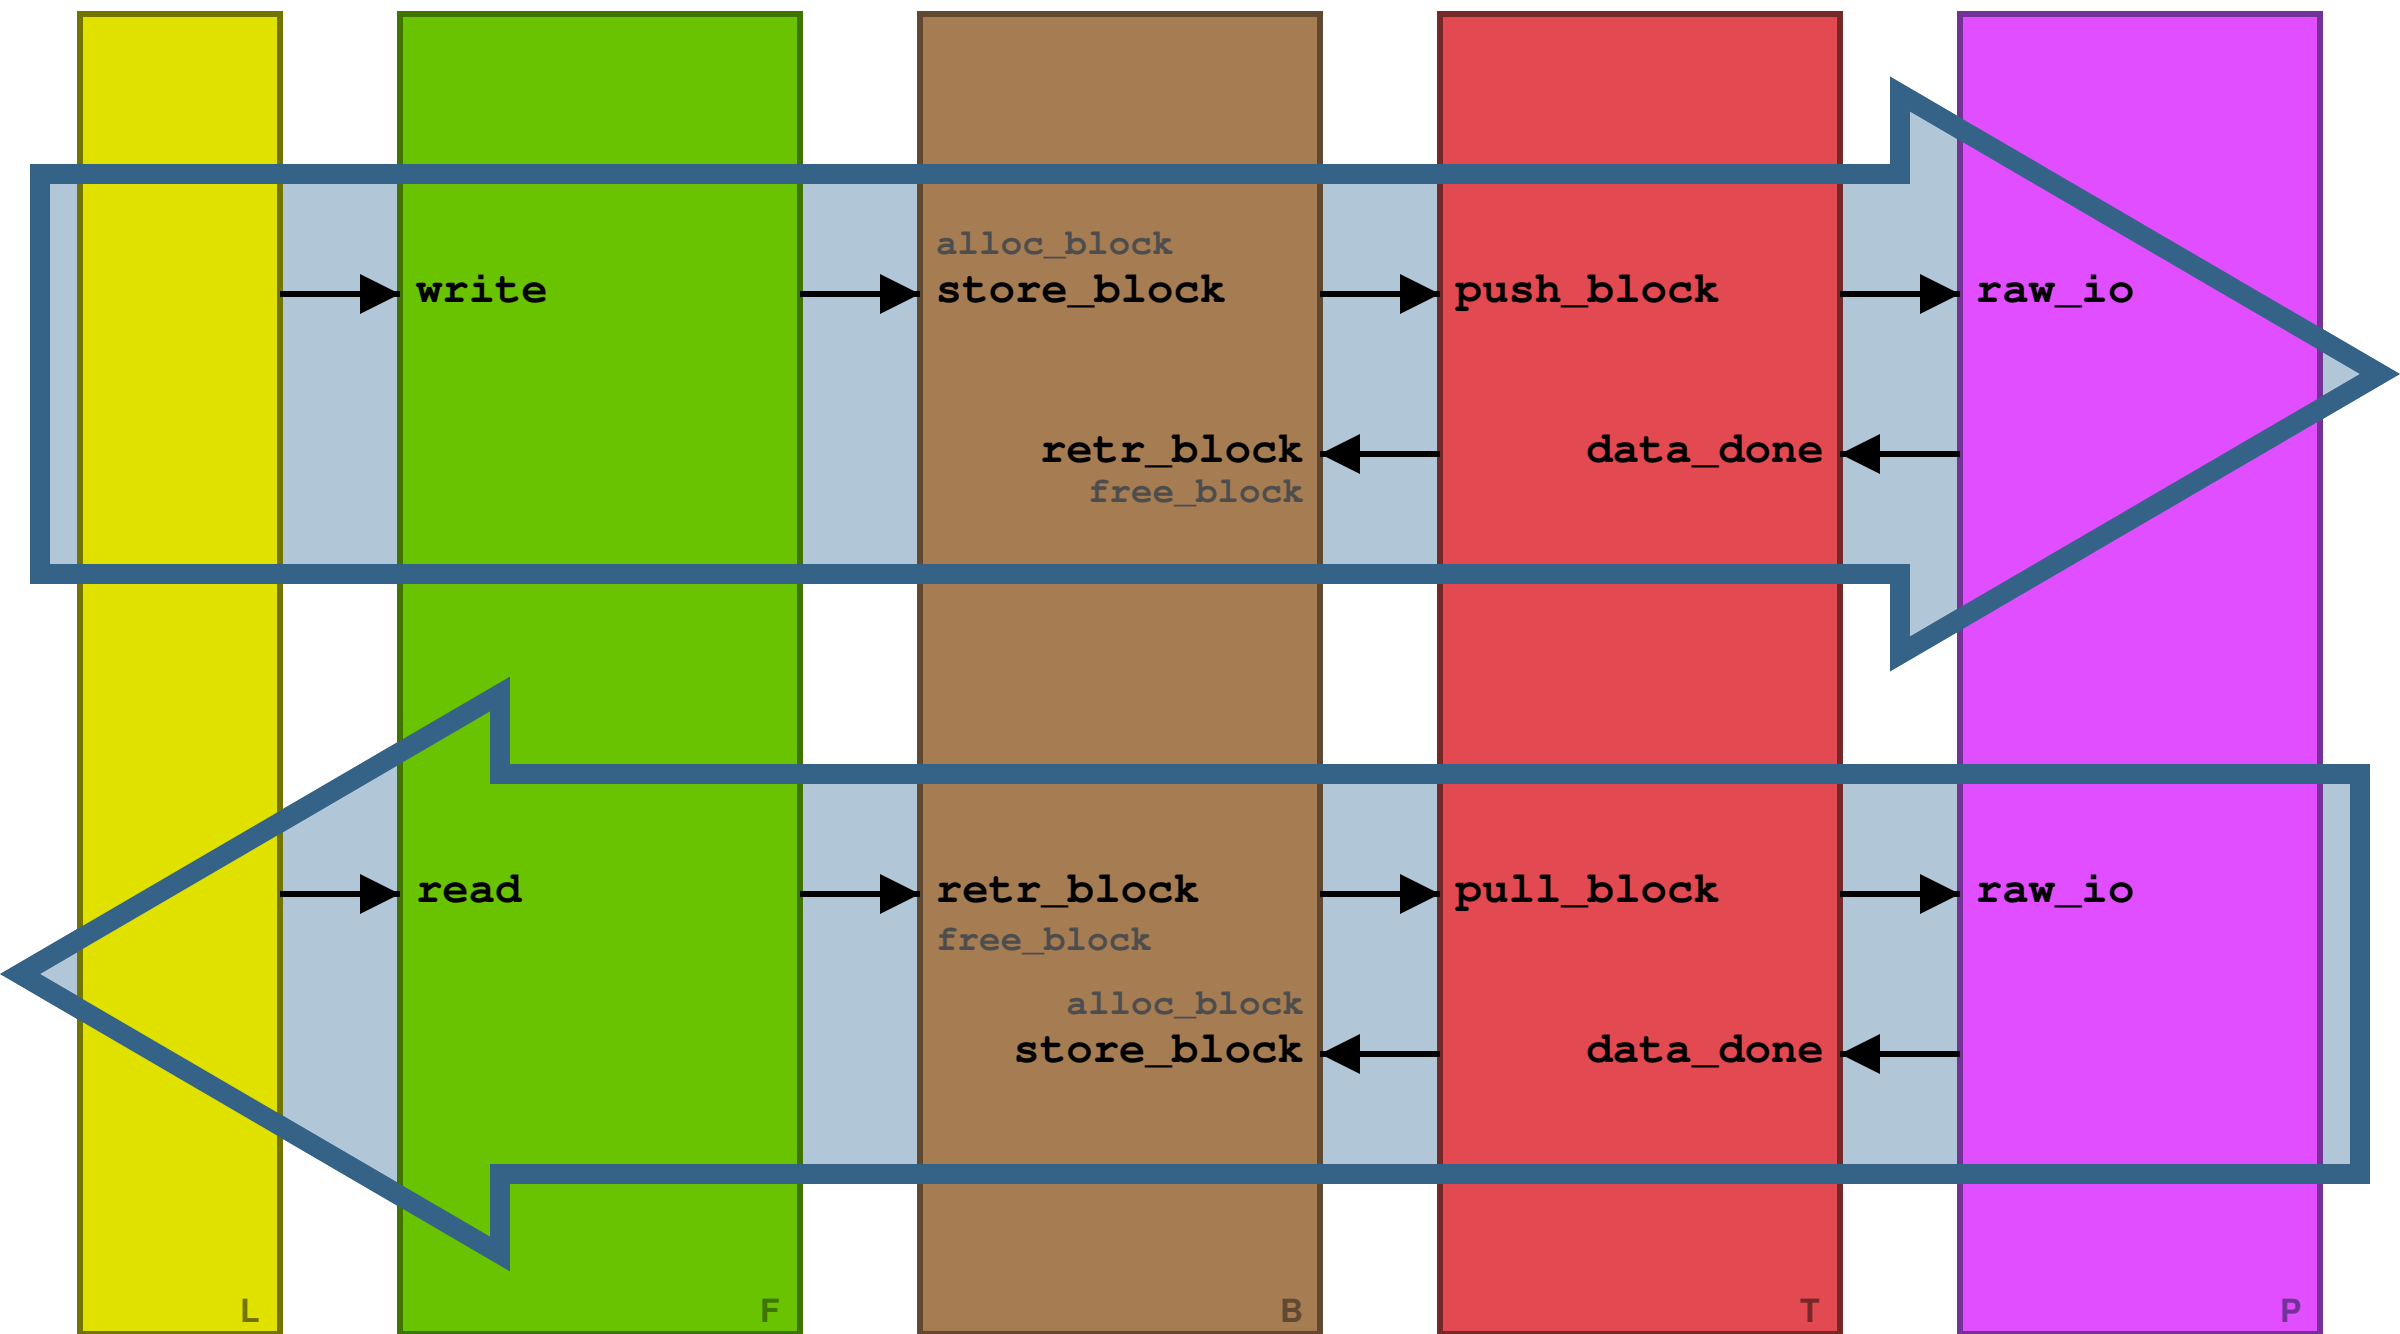 alloc_block
write
store_block
push_block
raw_io
retr_block
data_done
free_block
read
retr_block
pull_block
raw_io
free_block
alloc_block
store_block
data_done
L
F
B
T
P